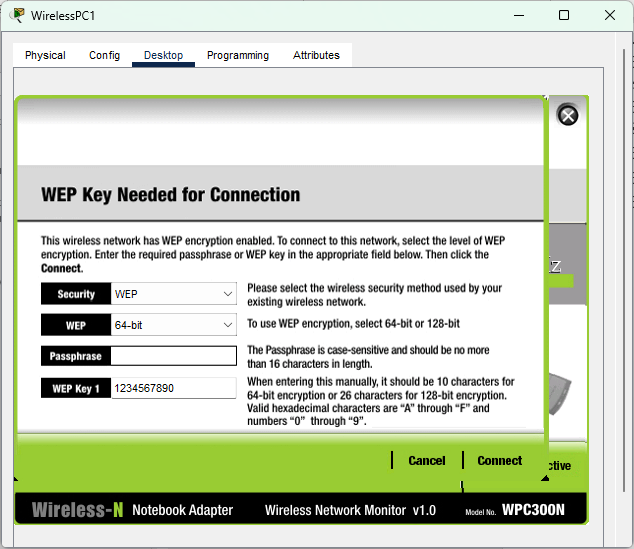 WirelessPC1
Physical Config Desktop Programming Attributes
WEP Key Needed for Connection
This wireless network has WEP encryption enabled. To connect to this network, select the level of WEP
encryption. Enter the required passphrase or WEP key in the appropriate field below. Then click the
Connect.
Security WEP
Please select the wireless security method used by your
existing wireless network.
WEP 64-bit
To use WEP encryption, select 64-bit or 128-bit
Passphrase
The Passphrase is case-sensitive and should be no more
than 16 characters in length.
WEP Key 1 1234567890
When entering this manually, it should be 10 characters for
64-bit encryption or 26 characters for 128-bit encryption.
Valid hexadecimal characters are “A” through “F” and
numbers “0” through “9”.
Cancel Connect
ctive
Wireless-N Notebook Adapter Wireless Network Monitor v1.0 Model No. WPC300N